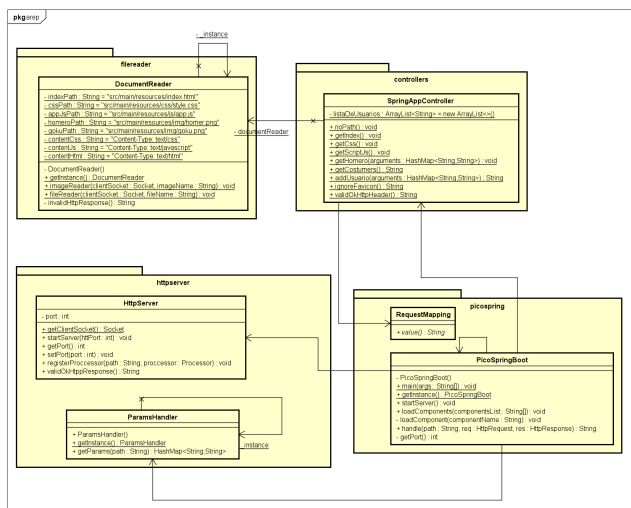 pkg arep
- _instance
filereader
DocumentReader
- indexPath : String = "src/main/resources/index.html"
- cssPath : String = "src/main/resources/css/style.css"
- appJsPath : String = "src/main/resources/js/app.js"
- homeroPath : String = "src/main/resources/img/homer.png"
- gokuPath : String = "src/main/resources/img/goku.png"
- contentCss : String = "Content-Type: text/css"
- contentJs : String = "Content-Type: text/javascript"
- contentHtml : String = "Content-Type: text/html"
- DocumentReader()
+ getInstance() : DocumentReader
+ imageReader(clientSocket : Socket, imageName : String) : void
+ fileReader(clientSocket : Socket, fileName : String) : void
- invalidHttpResponse() : String
- documentReader
controllers
SpringAppController
- listaDeUsuarios : ArrayList<String> = new ArrayList<>()
+ noPath() : void
+ getIndex() : void
+ getCss() : void
+ getScriptJs() : void
+ getHomero(arguments : HashMap<String,String>) : void
+ getCostumers() : String
+ addUsuario(arguments : HashMap<String,String>) : String
+ ignoreFavicon() : String
+ validOkHttpHeader() : String
httpserver
HttpServer
- port : int
+ getClientSocket() : Socket
+ startServer(httPort : int) : void
+ getPort() : int
+ setPort(port : int) : void
+ registerProccessor(path : String, proccessor : Processor) : void
+ validOkHttpResponse() : String
ParamsHandler
+ ParamsHandler()
+ getInstance() : ParamsHandler
+ getParams(path : String) : HashMap<String,String>
_instance
picospring
RequestMapping
+ value() : String
PicoSpringBoot
- PicoSpringBoot()
+ main(args : String[]) : void
+ getInstance() : PicoSpringBoot
+ startServer() : void
+ loadComponents(componentsList : String[]) : void
- loadComponent(componentName : String) : void
+ handle(path : String, req : HttpRequest, res : HttpResponse) : String
- getPort() : int